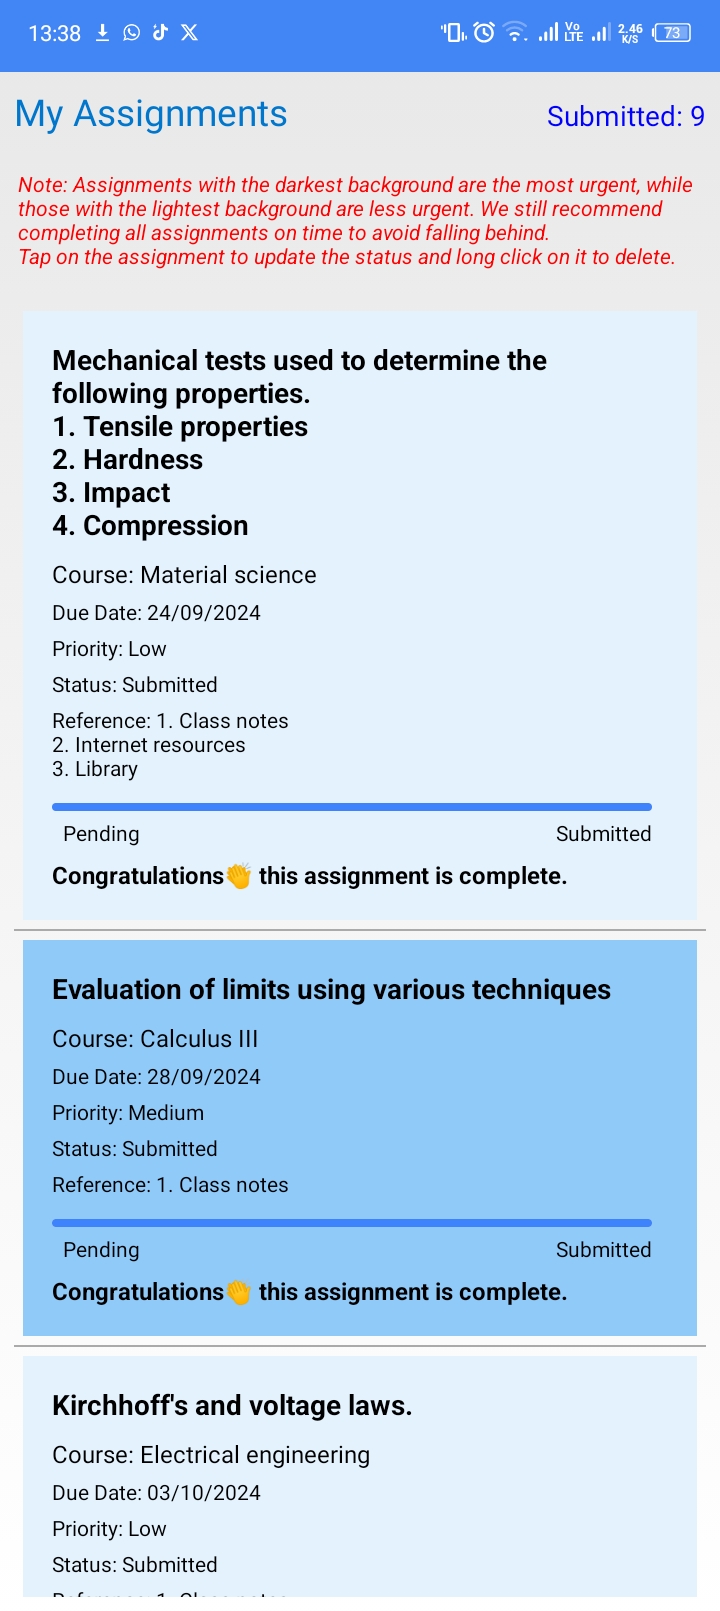 13:38
Vo LTE
2.46 K/S
73
My Assignments
Submitted: 9
Note: Assignments with the darkest background are the most urgent, while
those with the lightest background are less urgent. We still recommend
completing all assignments on time to avoid falling behind.
Tap on the assignment to update the status and long click on it to delete.
Mechanical tests used to determine the
following properties.
1. Tensile properties
2. Hardness
3. Impact
4. Compression
Course: Material science
Due Date: 24/09/2024
Priority: Low
Status: Submitted
Reference: 1. Class notes
2. Internet resources
3. Library
Pending
Submitted
Congratulations👏 this assignment is complete.
Evaluation of limits using various techniques
Course: Calculus III
Due Date: 28/09/2024
Priority: Medium
Status: Submitted
Reference: 1. Class notes
Pending
Submitted
Congratulations👏 this assignment is complete.
Kirchhoff's and voltage laws.
Course: Electrical engineering
Due Date: 03/10/2024
Priority: Low
Status: Submitted